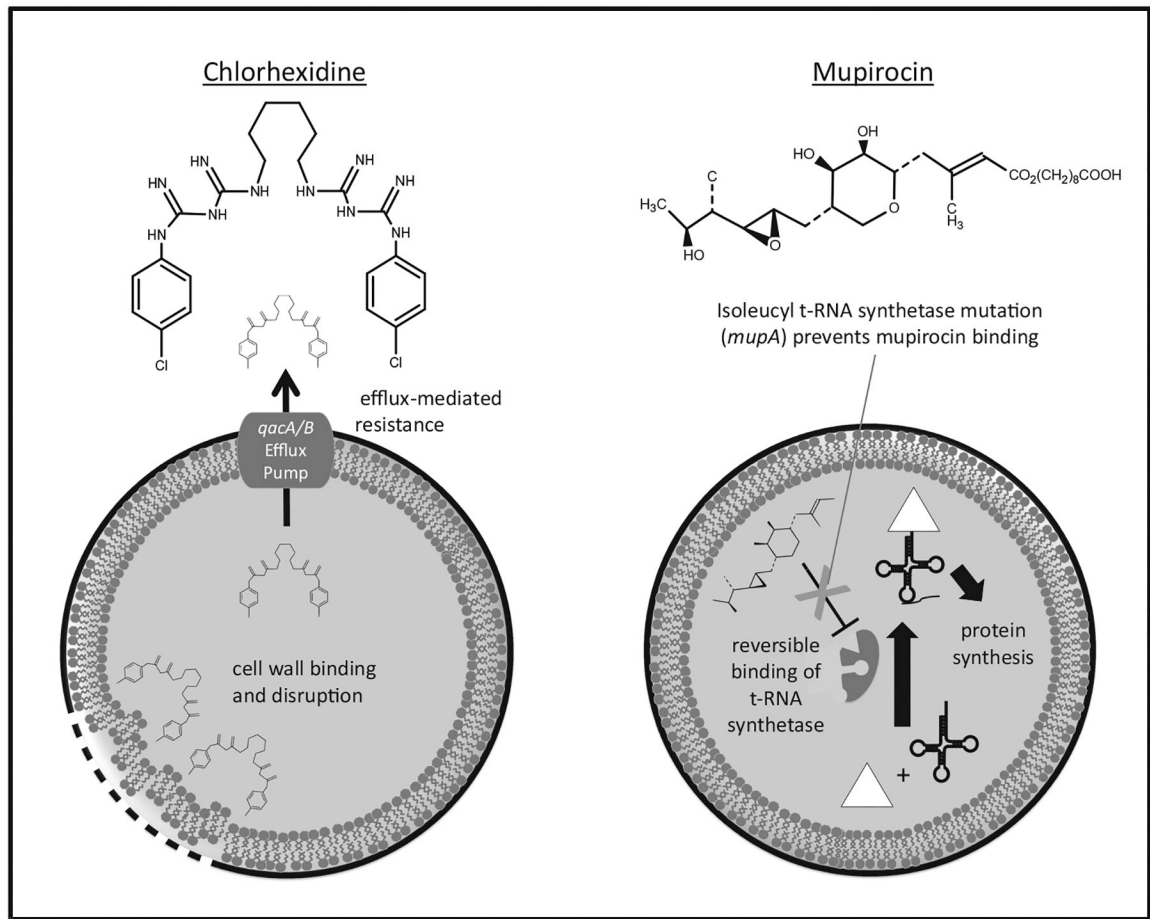 Chlorhexidine
NH
NH
NH
NH
HN
HN
NH
NH
NH
HN
Cl
Cl
efflux-mediated
resistance
qacA/B
Efflux
Pump
cell wall binding
and disruption
Mupirocin
OH
HO
C
H₃C
HO
O
O
CO₂(CH₂)₈COOH
CH₃
Isoleucyl t-RNA synthetase mutation
(mupA) prevents mupirocin binding
reversible
binding of
t-RNA
synthetase
protein
synthesis
+